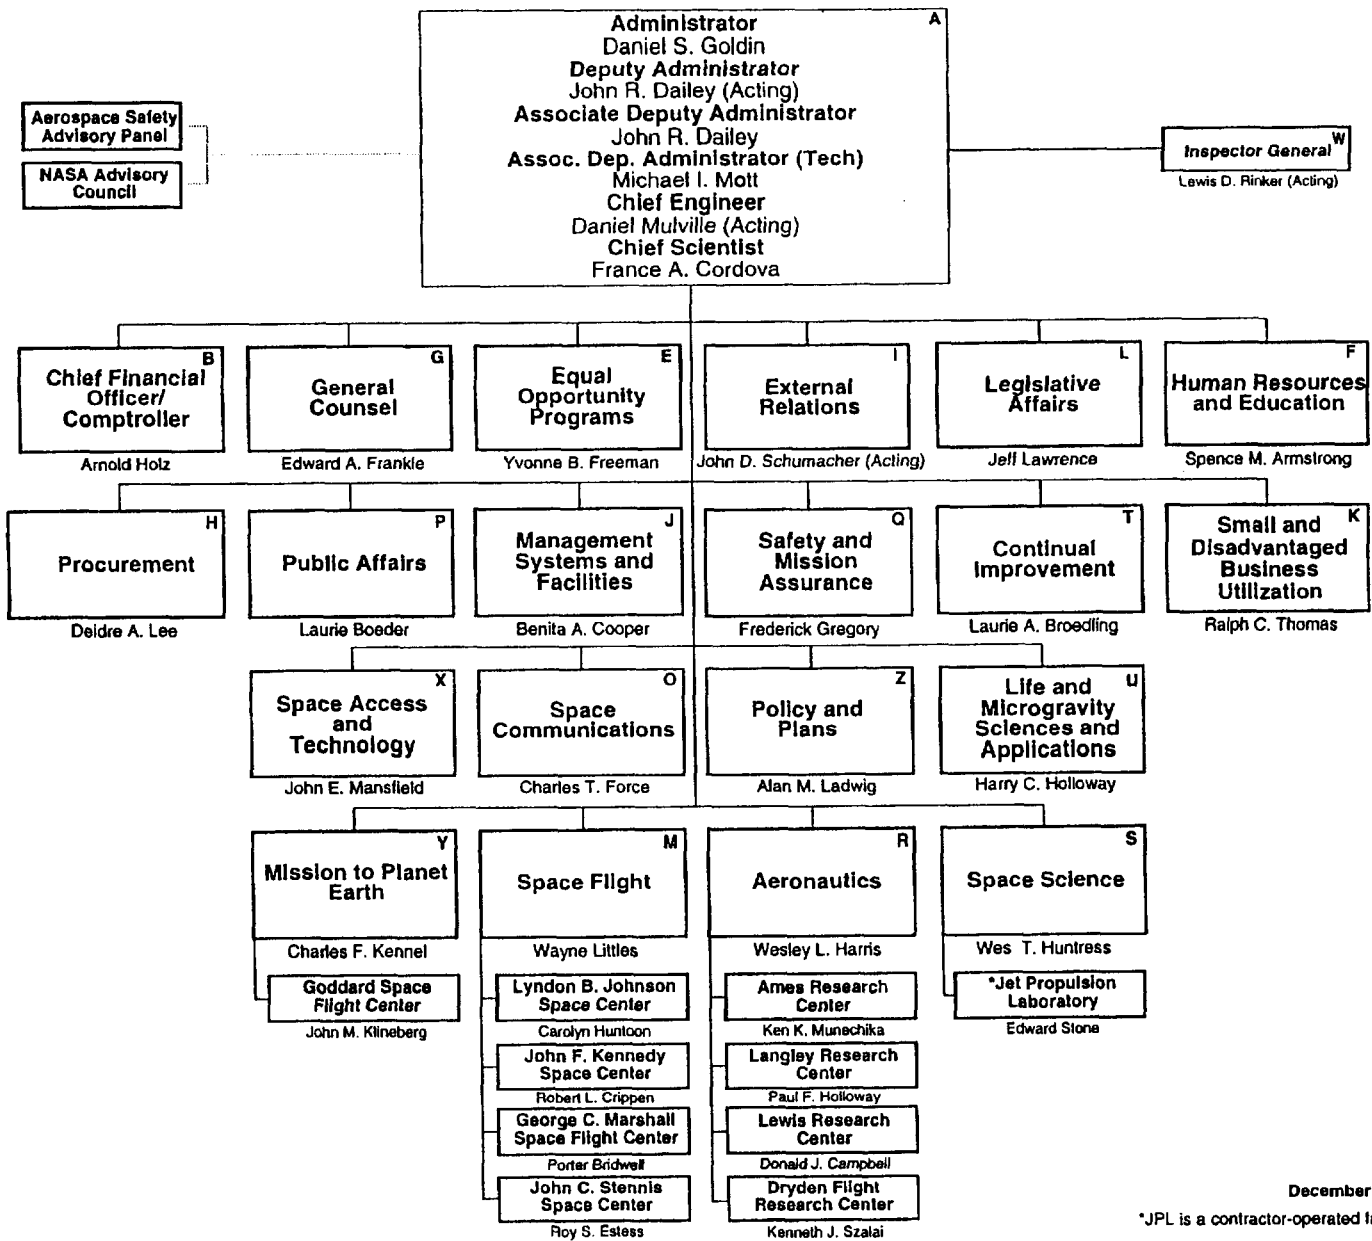 A
Administrator
Daniel S. Goldin
Deputy Administrator
John R. Dailey (Acting)
Associate Deputy Administrator
John R. Dailey
Assoc. Dep. Administrator (Tech)
Michael I. Mott
Chief Engineer
Daniel Mulville (Acting)
Chief Scientist
France A. Cordova
Aerospace Safety
Advisory Panel
NASA Advisory
Council
W
Inspector General
Lewis D. Rinker (Acting)
B
Chief Financial
Officer/
Comptroller
Arnold Holz
G
General
Counsel
Edward A. Frankle
E
Equal
Opportunity
Programs
Yvonne B. Freeman
I
External
Relations
John D. Schumacher (Acting)
L
Legislative
Affairs
Jeff Lawrence
F
Human Resources
and Education
Spence M. Armstrong
H
Procurement
Deidre A. Lee
P
Public Affairs
Laurie Boeder
J
Management
Systems and
Facilities
Benita A. Cooper
Q
Safety and
Mission
Assurance
Frederick Gregory
T
Continual
Improvement
Laurie A. Broedling
K
Small and
Disadvantaged
Business
Utilization
Ralph C. Thomas
X
Space Access
and
Technology
John E. Mansfield
O
Space
Communications
Charles T. Force
Z
Policy and
Plans
Alan M. Ladwig
U
Life and
Microgravity
Sciences and
Applications
Harry C. Holloway
Y
Mission to Planet
Earth
Charles F. Kennel
Goddard Space
Flight Center
John M. Klineberg
M
Space Flight
Wayne Littles
Lyndon B. Johnson
Space Center
Carolyn Huntoon
John F. Kennedy
Space Center
Robert L. Crippen
George C. Marshall
Space Flight Center
Porter Bridwell
John C. Stennis
Space Center
Roy S. Estess
R
Aeronautics
Wesley L. Harris
Ames Research
Center
Ken K. Munechika
Langley Research
Center
Paul F. Holloway
Lewis Research
Center
Donald J. Campbell
Dryden Flight
Research Center
Kenneth J. Szalai
S
Space Science
Wes T. Huntress
*Jet Propulsion
Laboratory
Edward Stone
December
*JPL is a contractor-operated